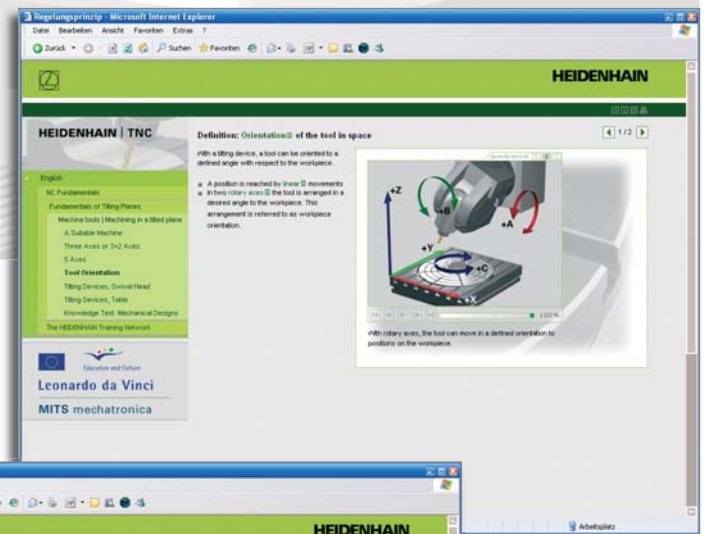 Regelungsprinzip - Microsoft Internet Explorer
Datei Bearbeiten Ansicht Favoriten Extras ?
Zurück Suchen Favoriten
HEIDENHAIN
HEIDENHAIN | TNC
English
NC Fundamentals
Fundamentals of Tilting Planes
Machine tools | Machining in a tilted plane
A Suitable Machine
Three Axes or 3+2 Axes
5 Axes
Tool Orientation
Tilting Devices, Swivel Head
Tilting Devices, Table
Knowledge Test: Mechanical Designs
The HEIDENHAIN Training Network
Education and Culture
Leonardo da Vinci
MITS mechatronica
Definition: Orientation of the tool in space
With a tilting device, a tool can be oriented to a
defined angle with respect to the workpiece.
A position is reached by linear movements
in two rotary axes the tool is arranged in a
desired angle to the workpiece. This
arrangement is referred to as workpiece
orientation.
1/2
+Z
+B
+A
+Y
+C
+X
100%
With rotary axes, the tool can move in a defined orientation to
positions on the workpiece.
Arbeitsplatz
HEIDENHAIN